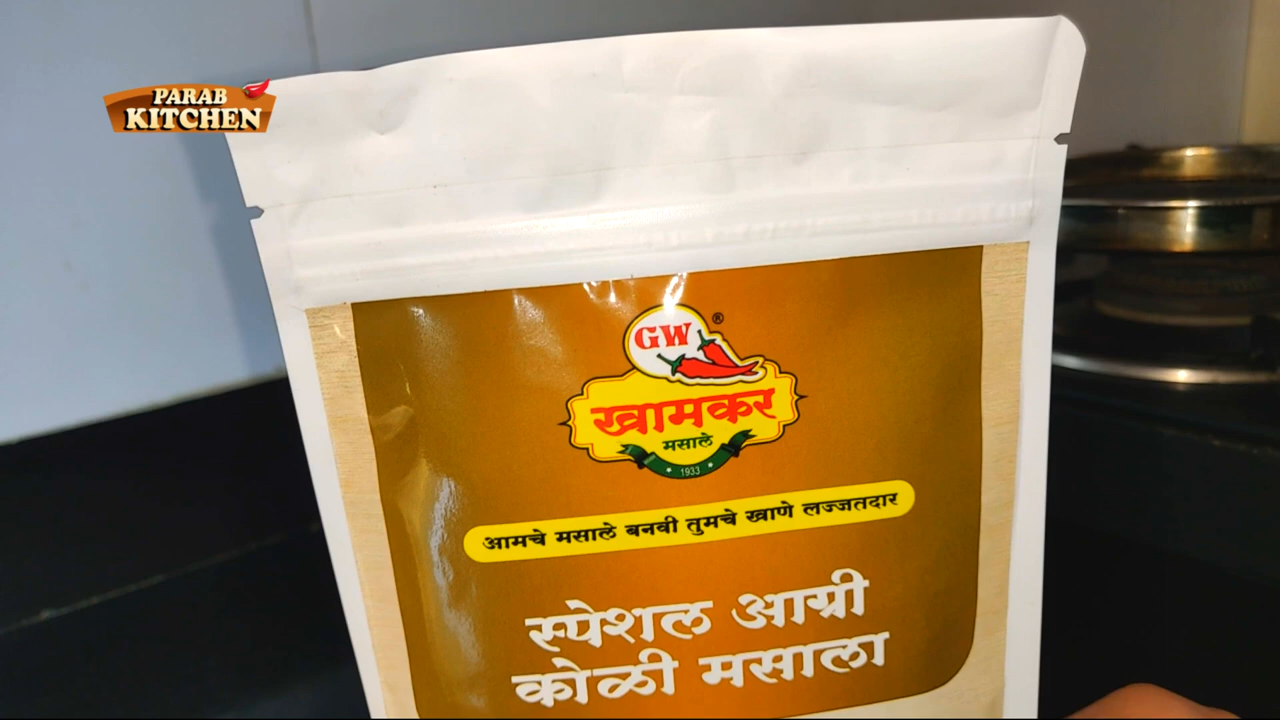 PARAB
KITCHEN
GW ®
खामकर
मसाले
1933
आमचे मसाले बनवी तुमचे खाणे लज्जतदार
स्पेशल आग्री
कोळी मसाला